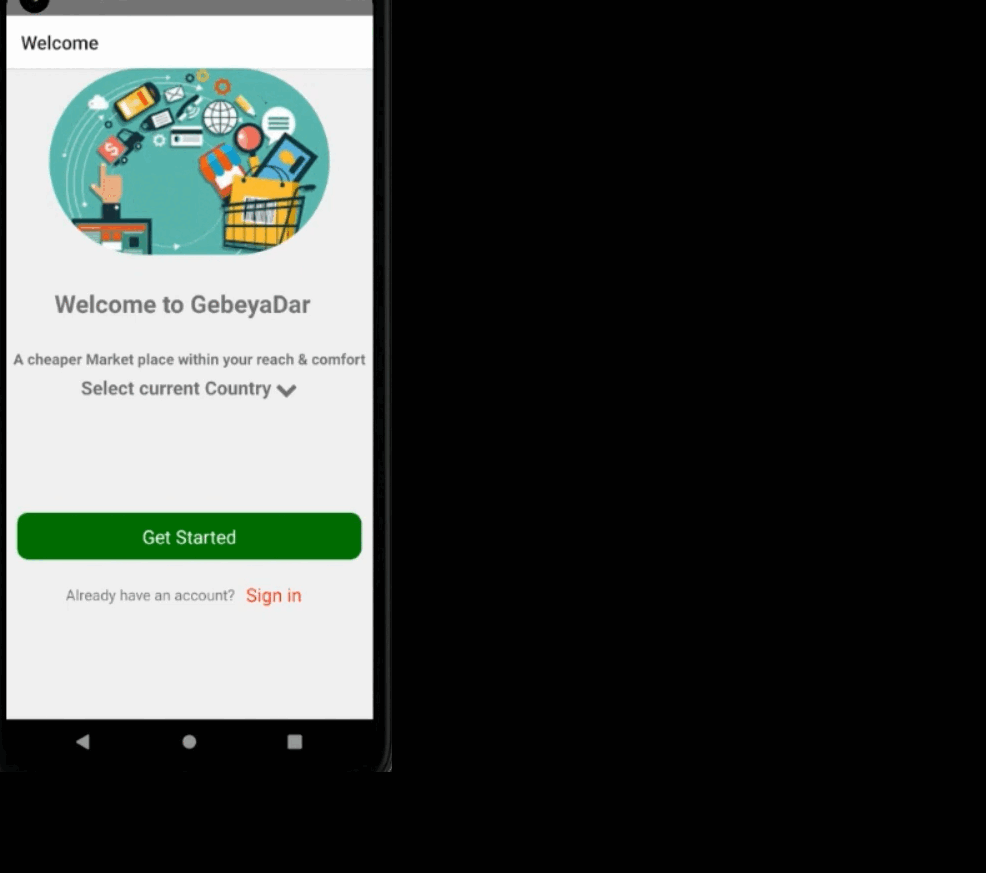 Welcome
Welcome to GebeyaDar
A cheaper Market place within your reach & comfort
Select current Country
Get Started
Already have an account? Sign in